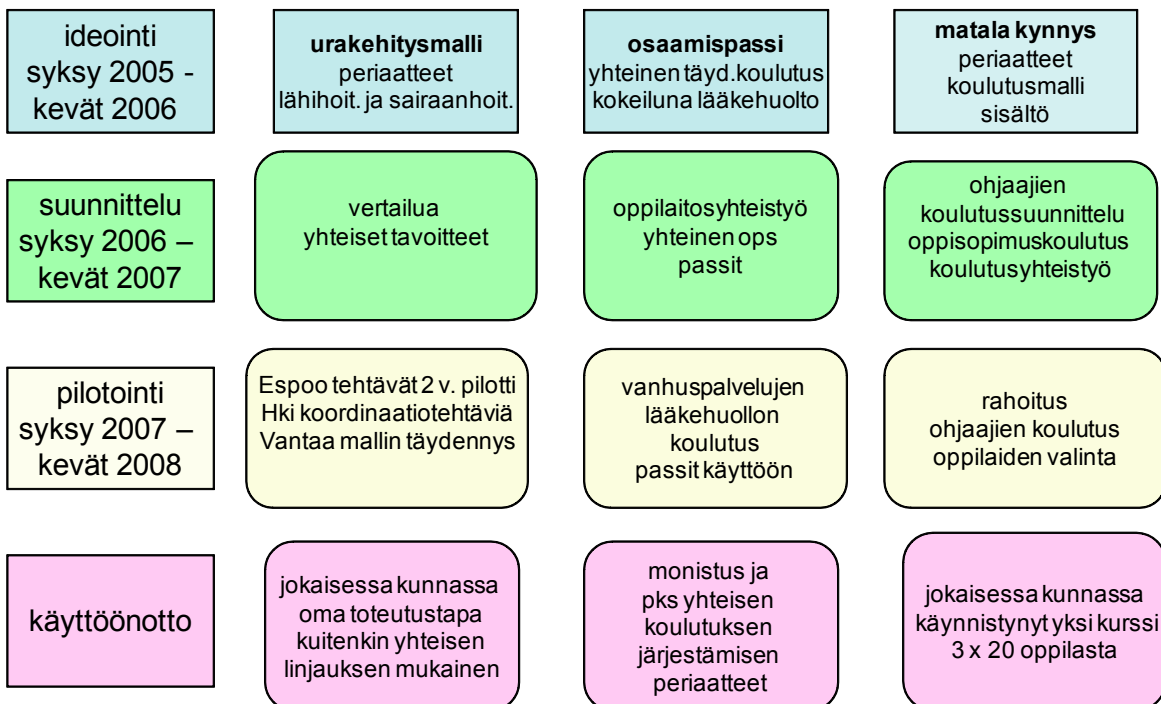 ideointi
syksy 2005 -
kevät 2006
urakehitysmalli
periaatteet
lähihoit. ja sairaanhoit.
osaamispassi
yhteinen täyd.koulutus
kokeiluna lääkehuolto
matala kynnys
periaatteet
koulutusmalli
sisältö
suunnittelu
syksy 2006 –
kevät 2007
vertailua
yhteiset tavoitteet
oppilaitosyhteistyö
yhteinen ops
passit
ohjaajien
koulutussuunnittelu
oppisopimuskoulutus
koulutusyhteistyö
pilotointi
syksy 2007 –
kevät 2008
Espoo tehtävät 2 v. pilotti
Hki koordinaatiotehtäviä
Vantaa mallin täydennys
vanhuspalvelujen
lääkehuollon
koulutus
passit käyttöön
rahoitus
ohjaajien koulutus
oppilaiden valinta
käyttöönotto
jokaisessa kunnassa
oma toteutustapa
kuitenkin yhteisen
linjauksen mukainen
monistus ja
pks yhteisen
koulutuksen
järjestämisen
periaatteet
jokaisessa kunnassa
käynnistynyt yksi kurssi
3 x 20 oppilasta